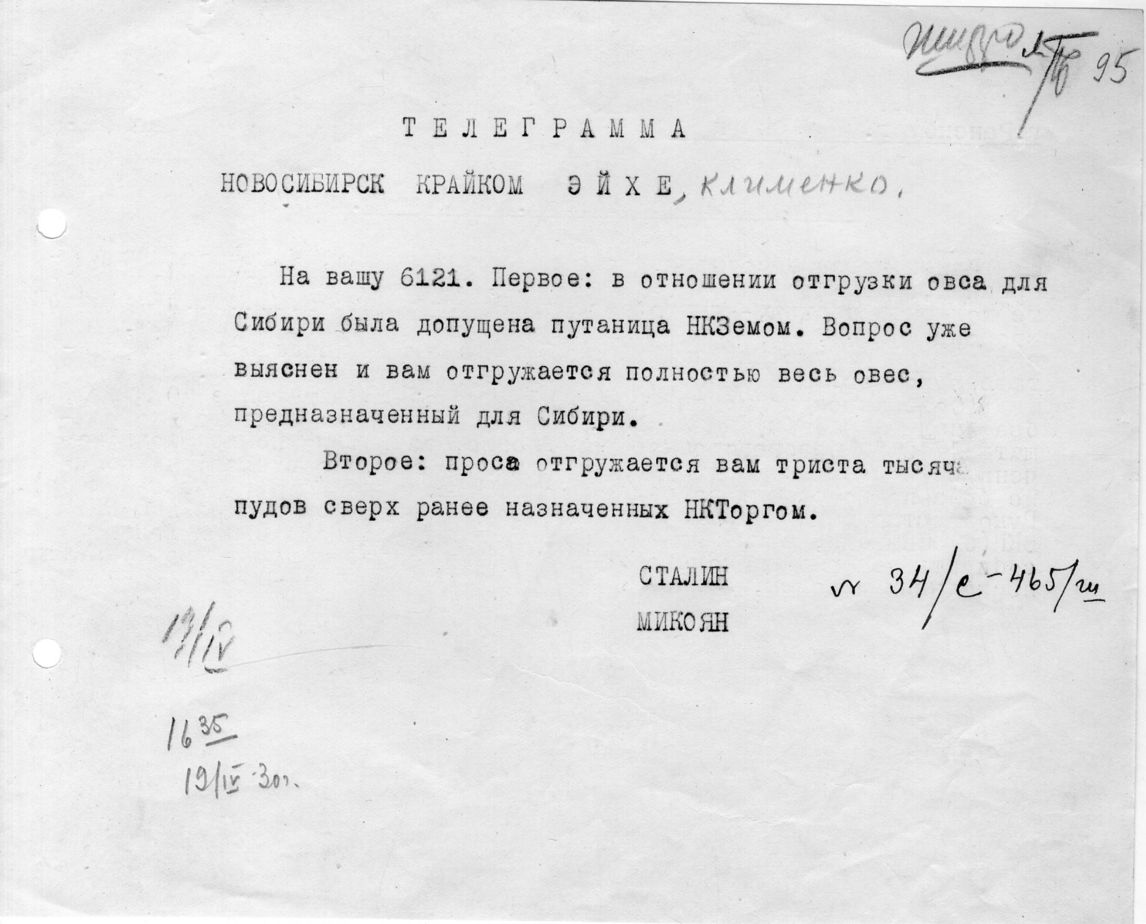 шифро 95
ТЕЛЕГРАММА
НОВОСИБИРСК КРАЙКОМ ЭЙХЕ, Клименко.
На вашу 6121. Первое: в отношении отгрузки овса для
Сибири была допущена путаница НКЗемом. Вопрос уже
выяснен и вам отгружается полностью весь овес,
предназначенный для Сибири.
Второе: проса отгружается вам триста тысяча
пудов сверх ранее назначенных НКТоргом.
СТАЛИН
МИКОЯН
№ 34/с-465/ш
19/IV
16 35
19/IV-30г.